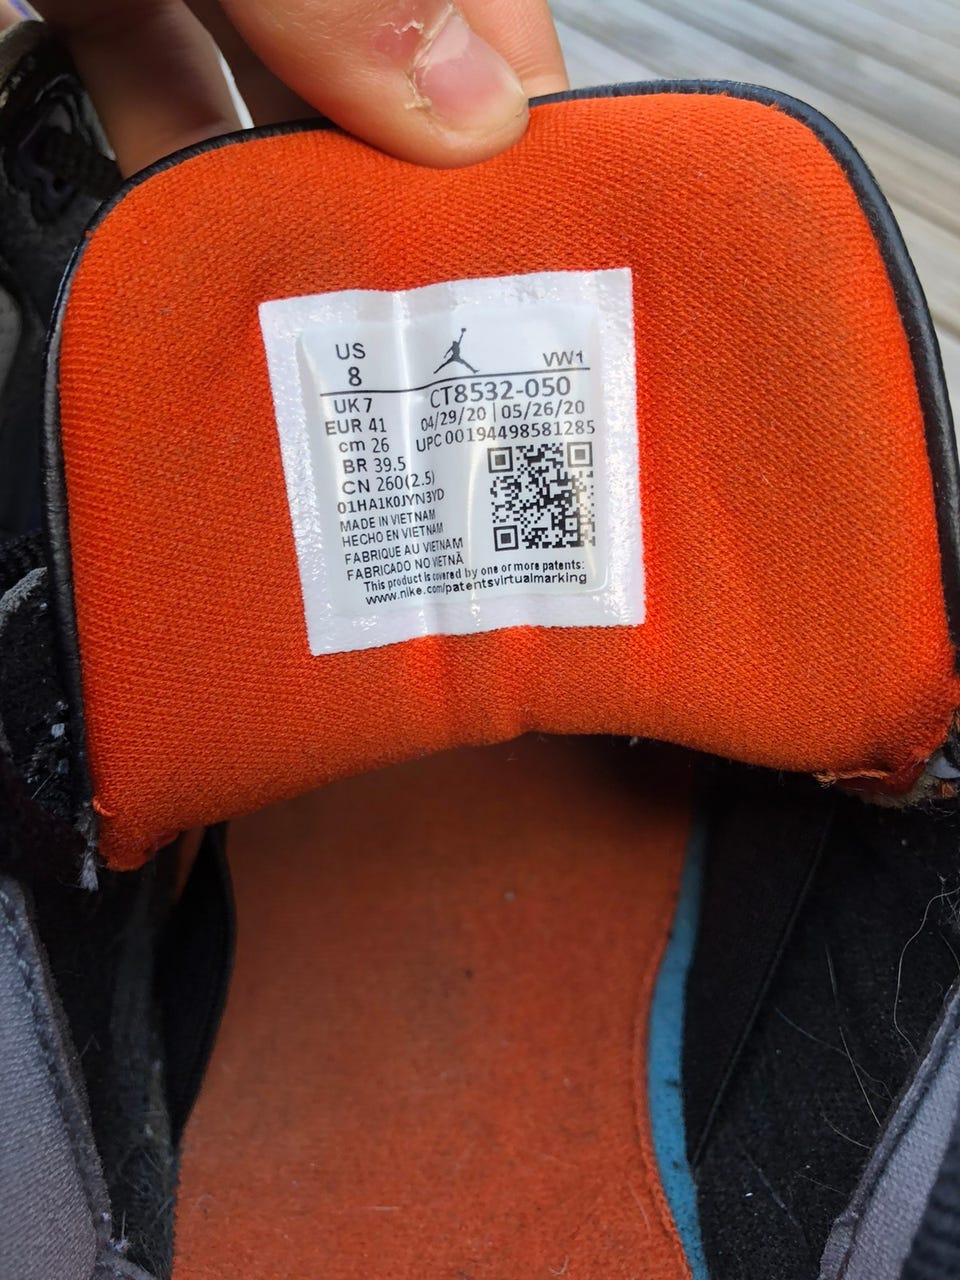 US
8
VW1
UK 7
EUR 41
cm 26
BR 39.5
CN 260(2.5)
CT8532-050
04/29/20 | 05/26/20
UPC 00194498581285
01HA1K0JYN3YD
MADE IN VIETNAM
HECHO EN VIETNAM
FABRIQUE AU VIETNAM
FABRICADO NO VIETNÃ
This product is covered by one or more patents:
www.nike.com/patentsvirtualmarking